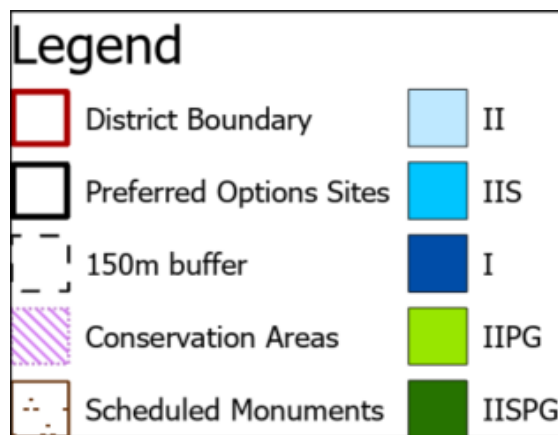 Legend
District Boundary
II
Preferred Options Sites
IIS
150m buffer
I
Conservation Areas
IIPG
Scheduled Monuments
IISPG